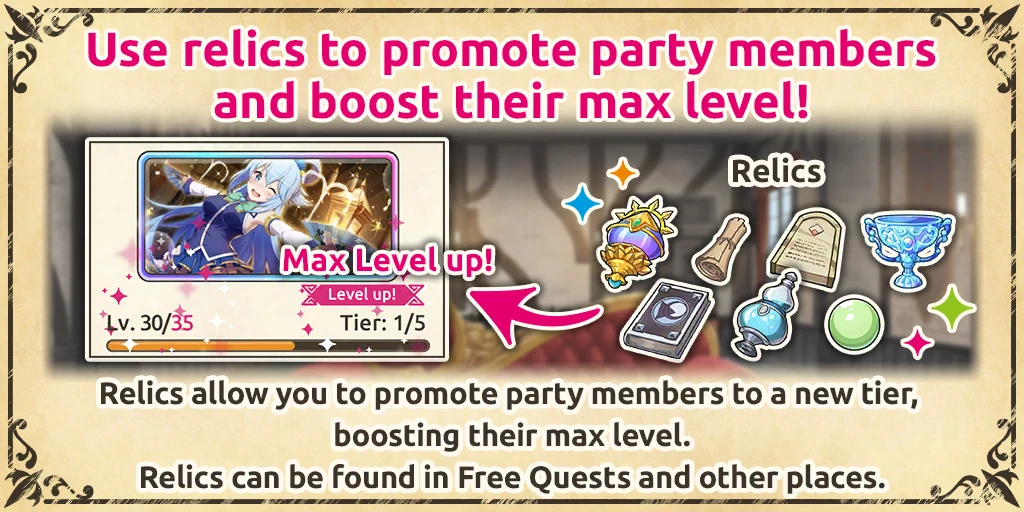 Use relics to promote party members
and boost their max level!
Relics
Max Level up!
Level up!
Lv. 30/35
Tier: 1/5
Relics allow you to promote party members to a new tier,
boosting their max level.
Relics can be found in Free Quests and other places.